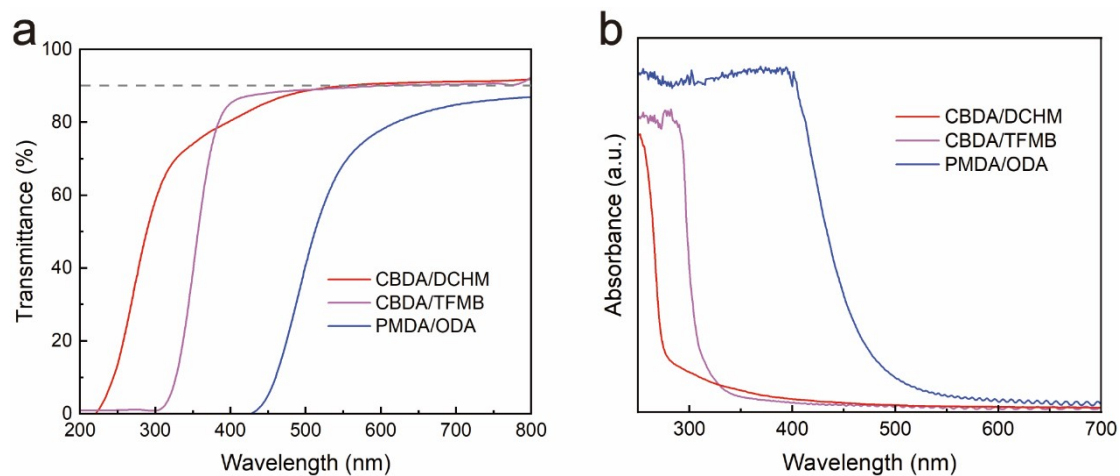 a
100
80
60
40
20
0
Transmittance (%)
CBDA/DCHM
CBDA/TFMB
PMDA/ODA
200 300 400 500 600 700 800
Wavelength (nm)
b
Absorbance (a.u.)
CBDA/DCHM
CBDA/TFMB
PMDA/ODA
300 400 500 600 700
Wavelength (nm)